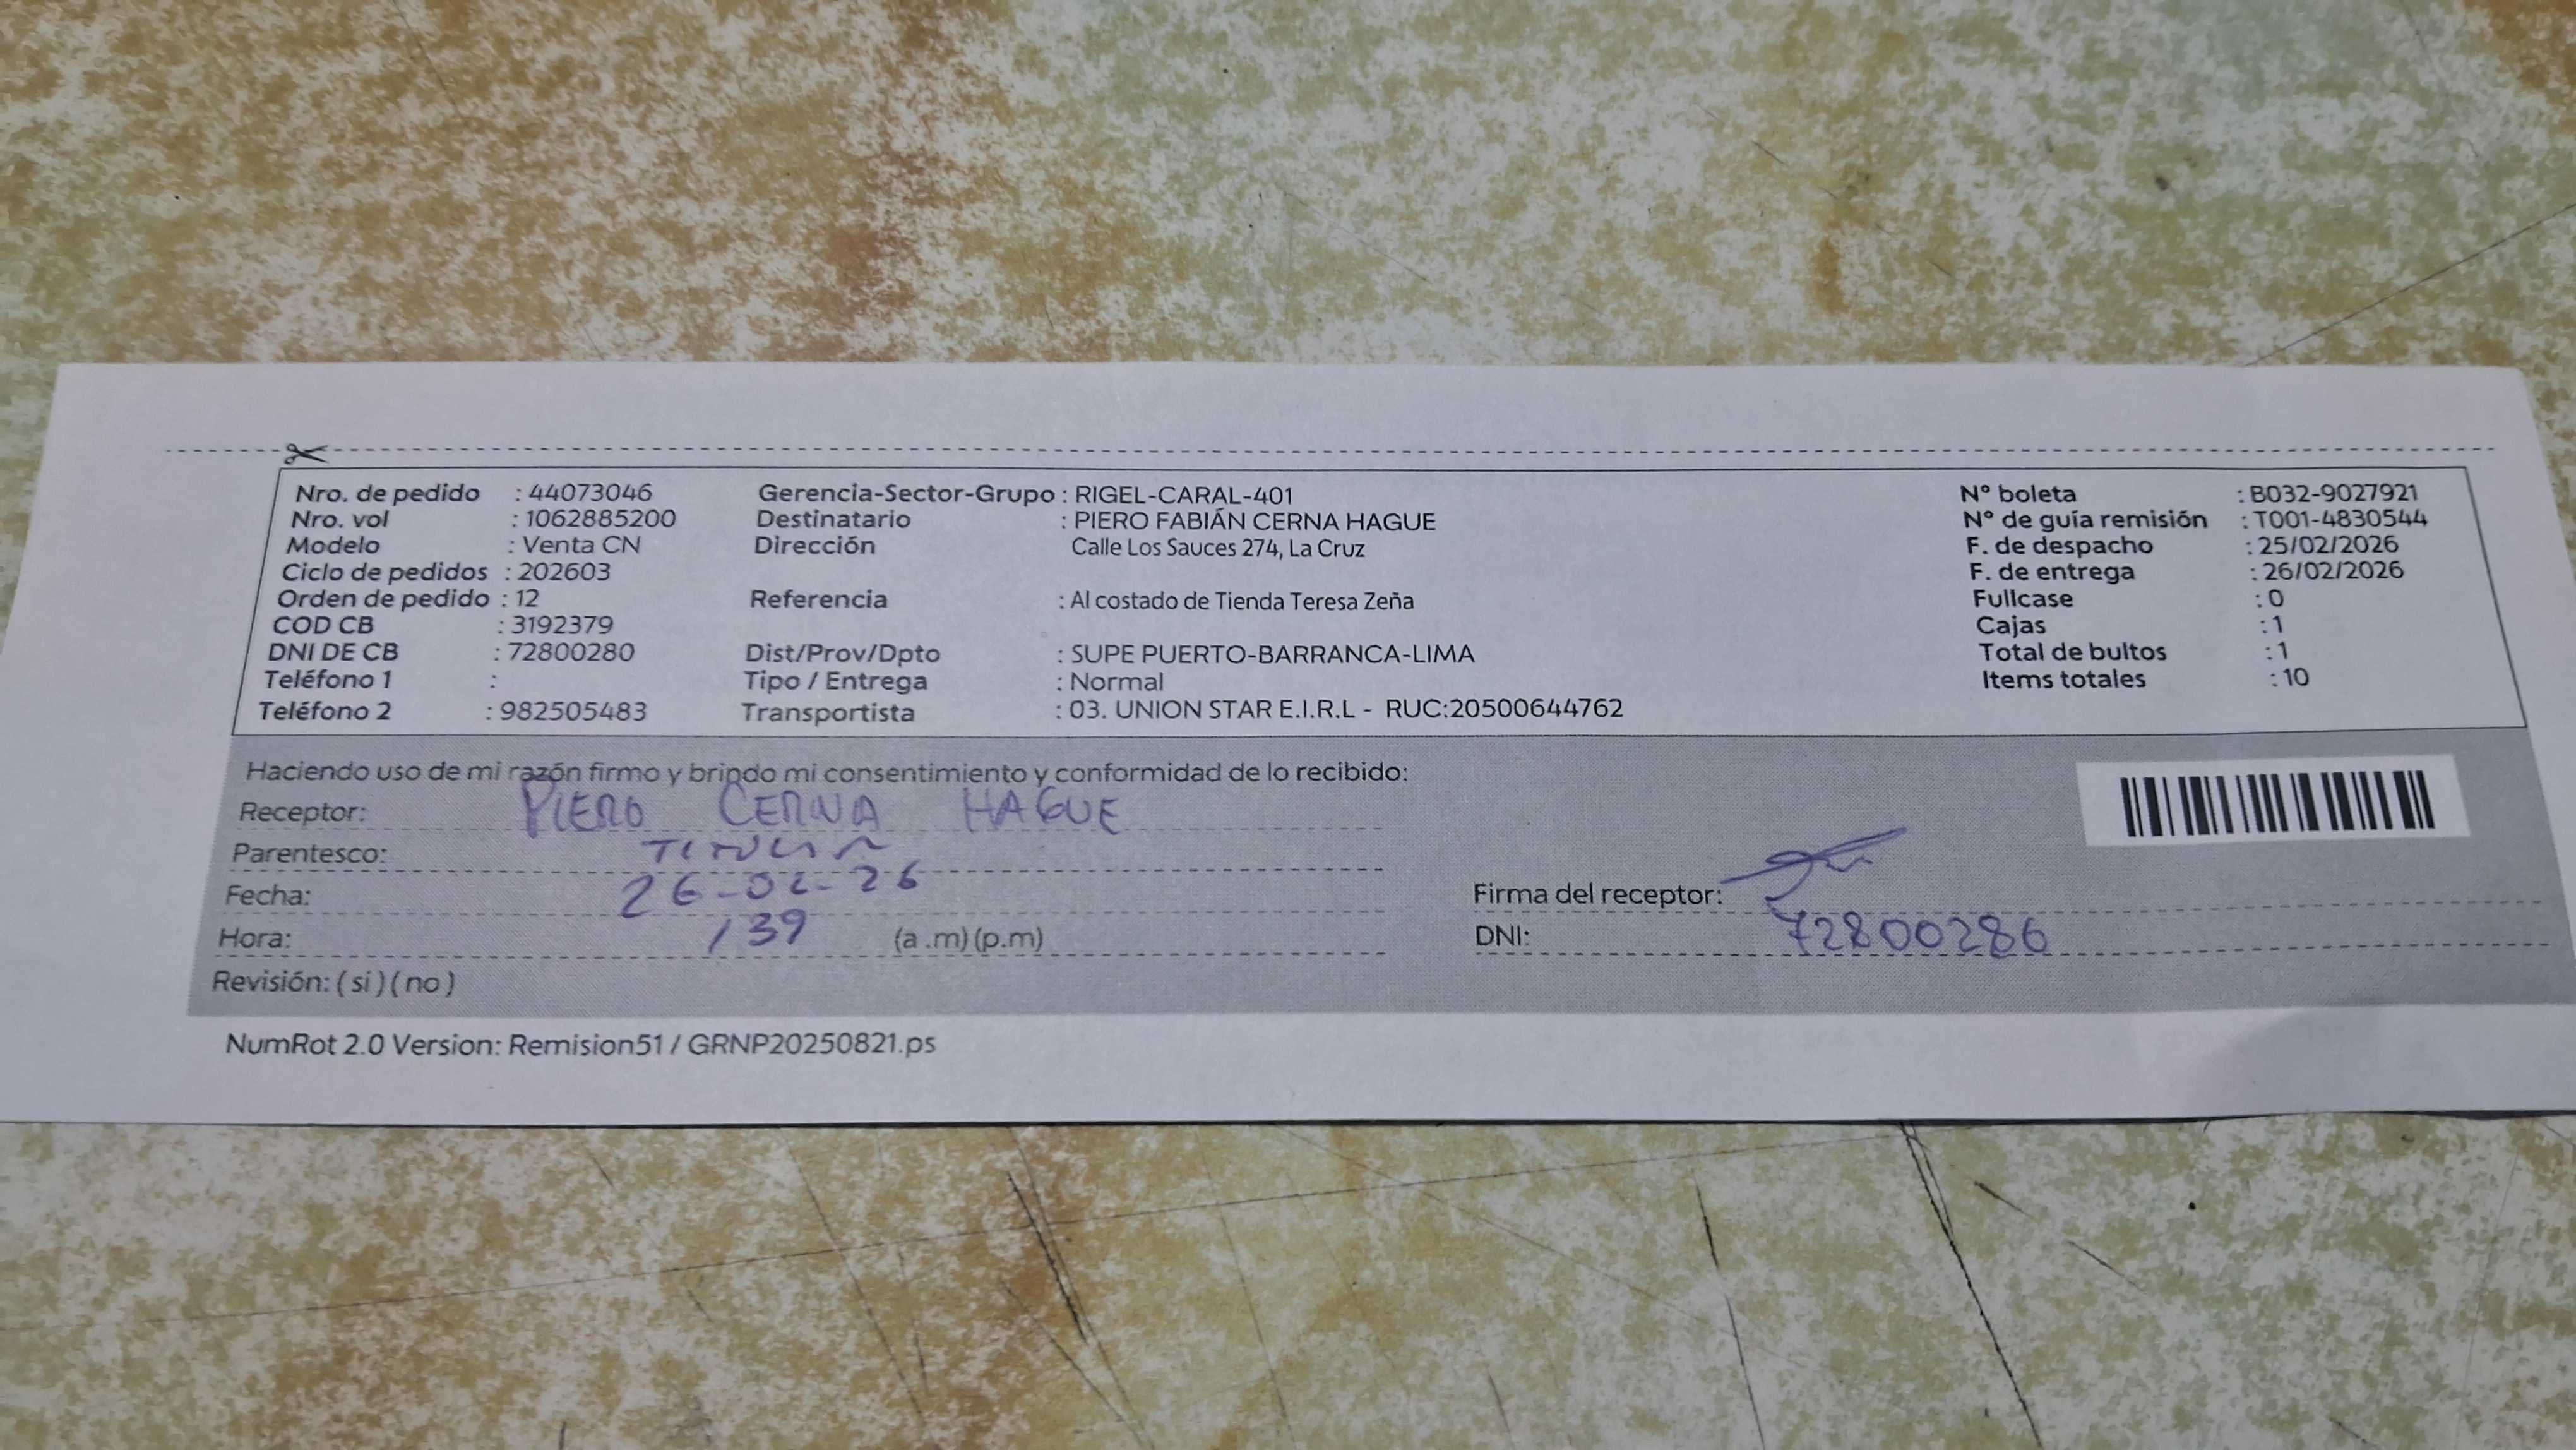 Nro. de pedido : 44073046 Gerencia-Sector-Grupo : RIGEL-CARAL-401 N° boleta : B032-9027921
Nro. vol : 1062885200 Destinatario : PIERO FABIÁN CERNA HAGUE N° de guía remisión : T001-4830544
Modelo : Venta CN Dirección Calle Los Sauces 274, La Cruz F. de despacho : 25/02/2026
Ciclo de pedidos : 202603 F. de entrega : 26/02/2026
Orden de pedido : 12 Referencia : Al costado de Tienda Teresa Zeña Fullcase : 0
COD CB : 3192379 Cajas : 1
DNI DE CB : 72800280 Dist/Prov/Dpto : SUPE PUERTO-BARRANCA-LIMA Total de bultos : 1
Teléfono 1 : Tipo / Entrega : Normal Items totales : 10
Teléfono 2 : 982505483 Transportista : 03. UNION STAR E.I.R.L - RUC:20500644762
Haciendo uso de mi razón firmo y brindo mi consentimiento y conformidad de lo recibido:
Receptor: PIERO CERNA HAGUE
Parentesco: TITULAR
Fecha: 26-02-26 Firma del receptor:
Hora: 139 (a .m) (p.m) DNI: 72800286
Revisión: ( si ) ( no )
NumRot 2.0 Version: Remision51 / GRNP20250821.ps